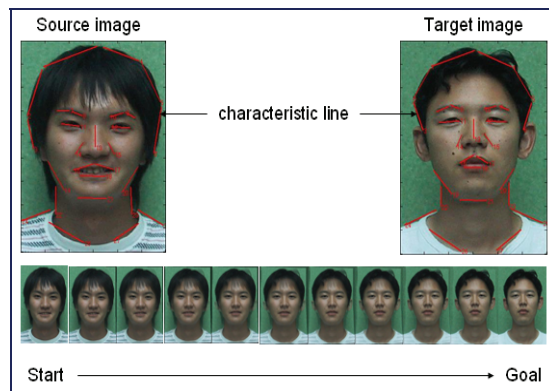 Source image
Target image
characteristic line
Start
Goal